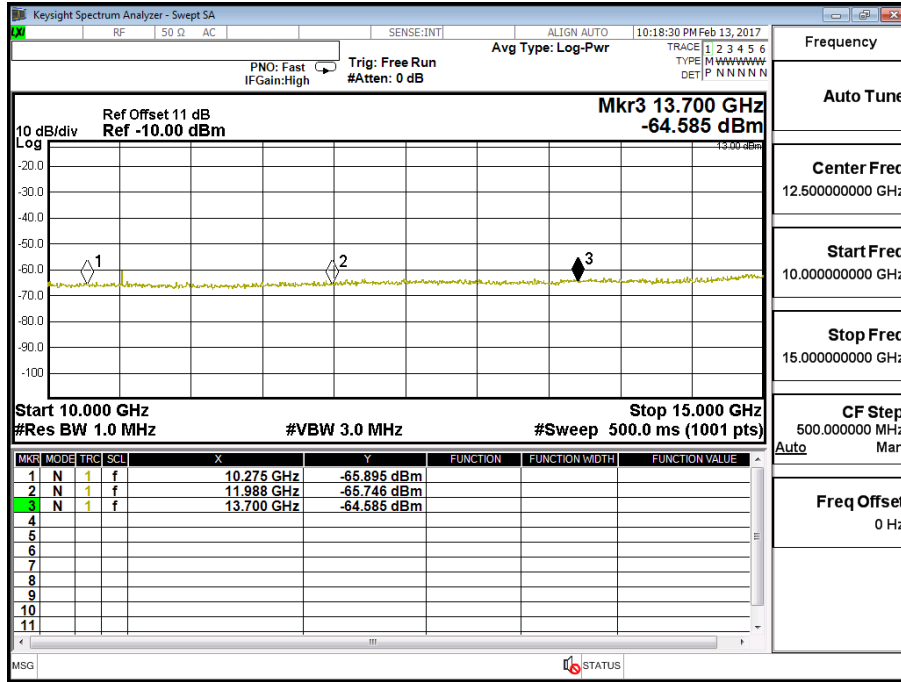 Keysight Spectrum Analyzer - Swept SA
LXI RF 50 Ω AC SENSE:INT ALIGN AUTO 10:18:30 PM Feb 13, 2017
PNO: Fast
IFGain:High
Trig: Free Run
#Atten: 0 dB
Avg Type: Log-Pwr
TRACE 1 2 3 4 5 6
TYPE M W W W W W
DET P N N N N N
Ref Offset 11 dB
Ref -10.00 dBm
10 dB/div
Log
Mkr3 13.700 GHz
-64.585 dBm
13.00 dBm
-20.0
-30.0
-40.0
-50.0
-60.0
-70.0
-80.0
-90.0
-100
1
2
3
Start 10.000 GHz
Stop 15.000 GHz
#Res BW 1.0 MHz #VBW 3.0 MHz #Sweep 500.0 ms (1001 pts)
MKR MODE TRC SCL X Y FUNCTION FUNCTION WIDTH FUNCTION VALUE
1 N 1 f 10.275 GHz -65.895 dBm
2 N 1 f 11.988 GHz -65.746 dBm
3 N 1 f 13.700 GHz -64.585 dBm
4
5
6
7
8
9
10
11
MSG STATUS
Frequency
Auto Tune
Center Freq
12.500000000 GHz
Start Freq
10.000000000 GHz
Stop Freq
15.000000000 GHz
CF Step
500.000000 MHz
Auto Man
Freq Offset
0 Hz